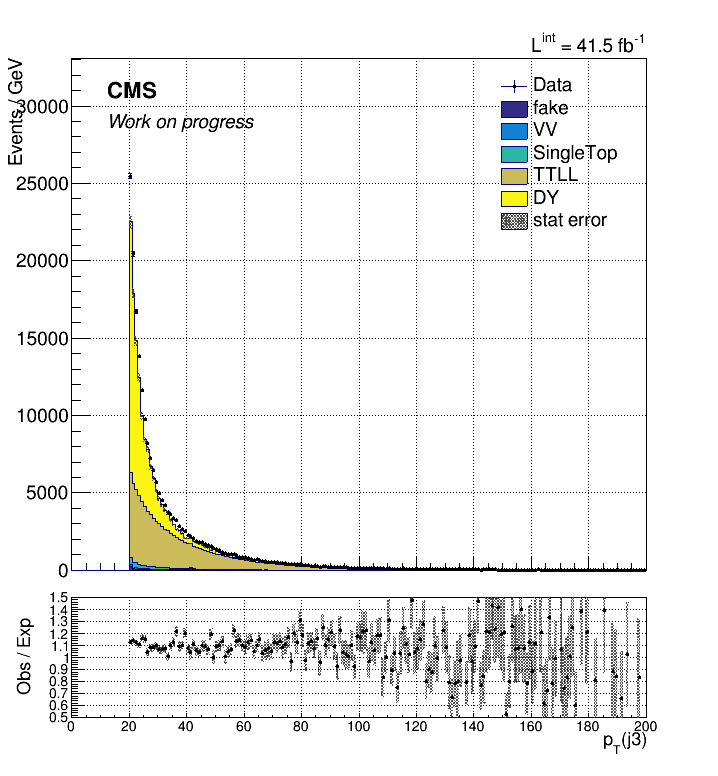 L^int = 41.5 fb^-1
Events / GeV
CMS
Work on progress
Data
fake
VV
SingleTop
TTLL
DY
stat error
30000
25000
20000
15000
10000
5000
0
Obs / Exp
1.5
1.4
1.3
1.2
1.1
1
0.9
0.8
0.7
0.6
0.5
0 20 40 60 80 100 120 140 160 180 200
p_T(j3)